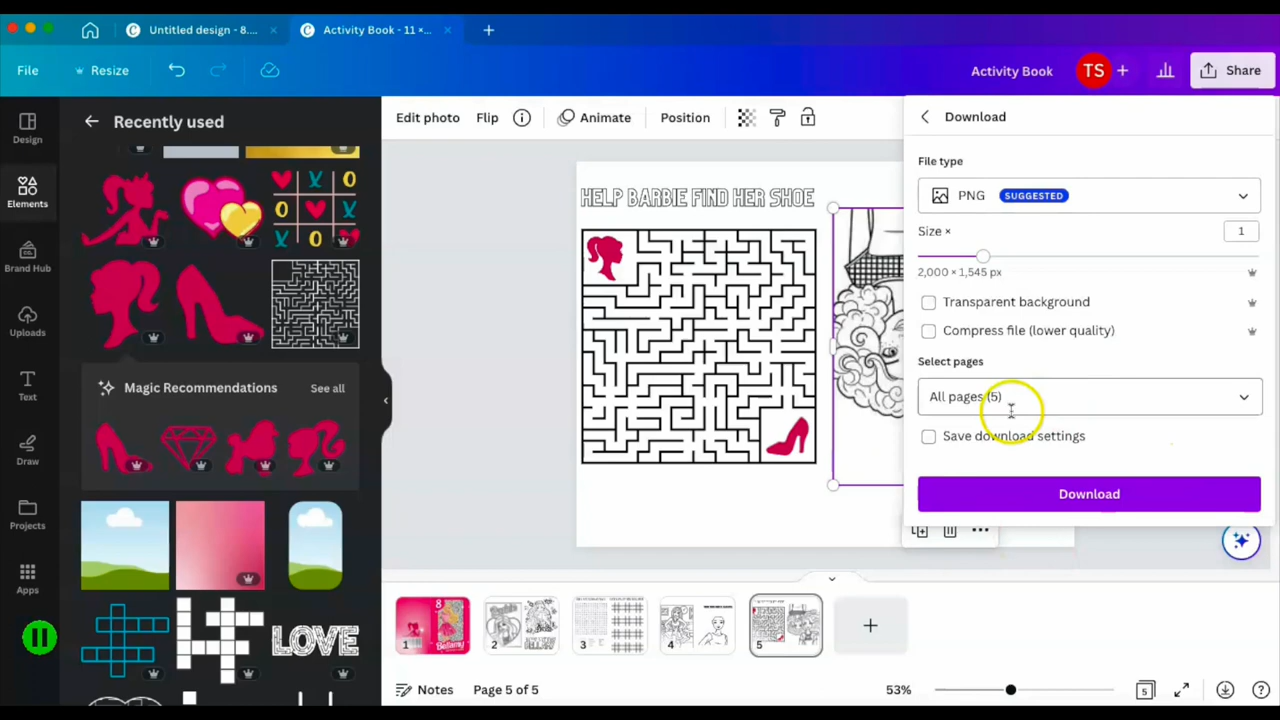 Untitled design - 8....
Activity Book - 11 ×...
File
Resize
Activity Book
TS
Share
Design
Elements
Brand Hub
Uploads
Text
Draw
Projects
Apps
Recently used
Magic Recommendations
See all
LOVE
Edit photo
Flip
Animate
Position
HELP BARBIE FIND HER SHOE
Download
File type
PNG
SUGGESTED
Size ×
1
2,000 × 1,545 px
Transparent background
Compress file (lower quality)
Select pages
All pages (5)
Save download settings
Download
1
8
Bellamy
2
3
4
5
Notes
Page 5 of 5
53%
5